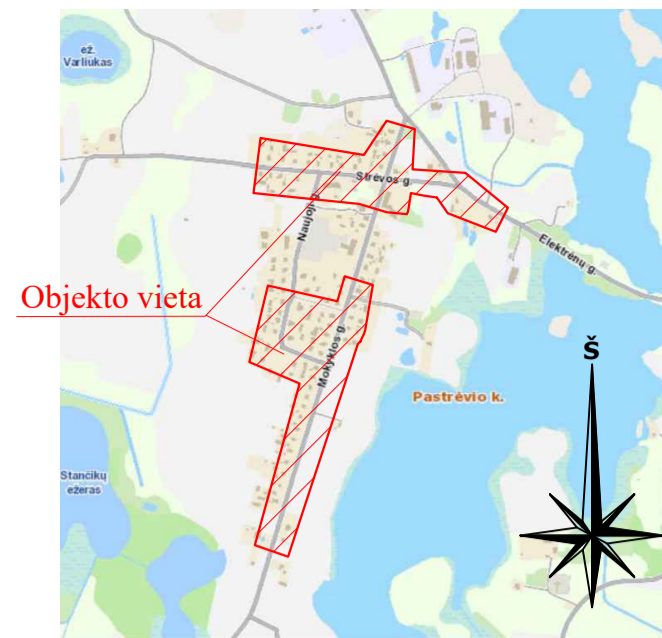 ež.
Varliukas
Strėvos g.
Naujoji g.
Elektrėnų g.
Objekto vieta
Mokyklos g.
Š
Pastrėvio k.
Stančikų
ežeras